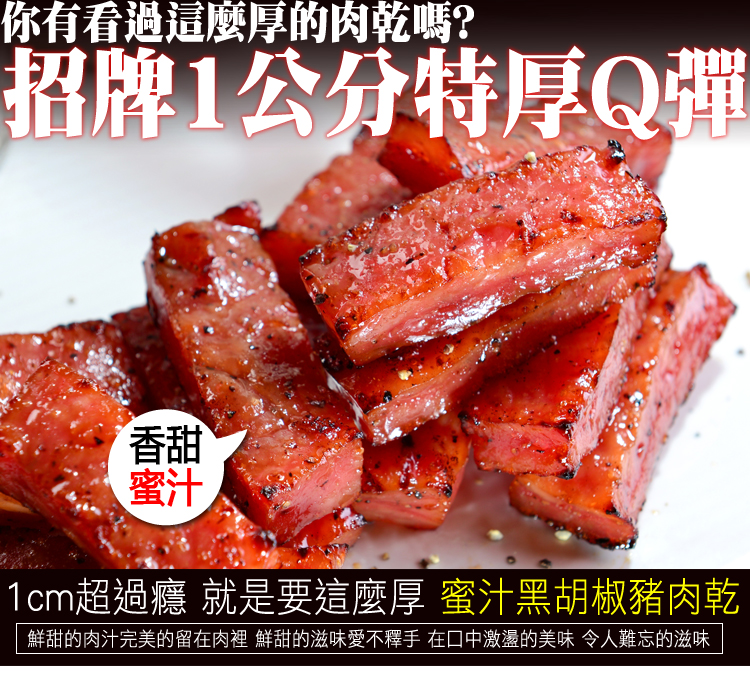 你有看過這麼厚的肉乾嗎?
招牌1公分特厚Q彈
香甜
蜜汁
1cm超過癮 就是要這麼厚 蜜汁黑胡椒豬肉乾
鮮甜的肉汁完美的留在肉裡 鮮甜的滋味愛不釋手 在口中激盪的美味 令人難忘的滋味